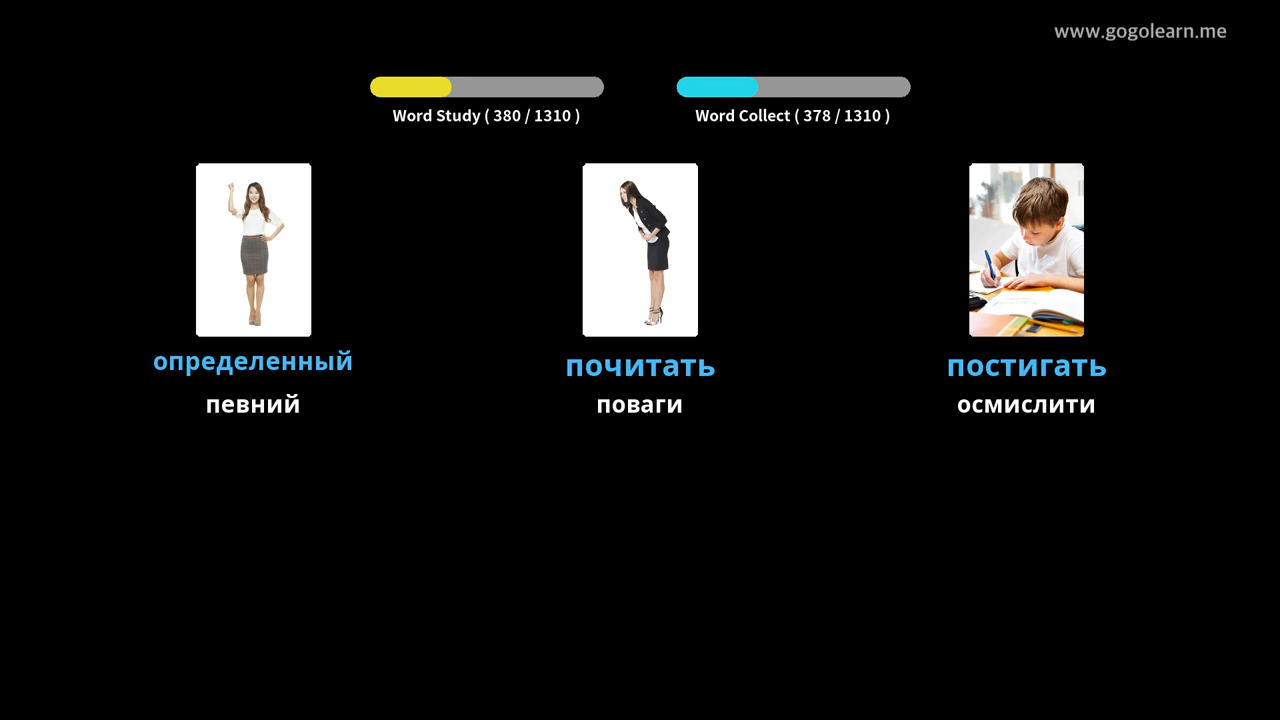 www.gogolearn.me
Word Study ( 380 / 1310 )
Word Collect ( 378 / 1310 )
определенный
почитать
постигать
певний
поваги
осмислити